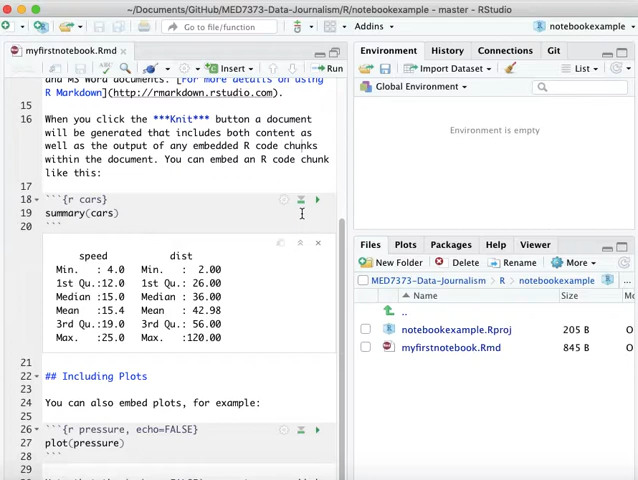 ~/Documents/GitHub/MED7373-Data-Journalism/R/notebookexample - master - RStudio
Go to file/function
Addins
notebookexample
myfirstnotebook.Rmd
Insert
Run
and MS Word documents. [For more details on using
R Markdown](http://rmarkdown.rstudio.com).
15
16 When you click the ***Knit** button a document
will be generated that includes both content as
well as the output of any embedded R code chunks
within the document. You can embed an R code chunk
like this:
17
18 ```{r cars}
19 summary(cars)
20 ```
speed dist
Min. : 4.0 Min. : 2.00
1st Qu.:12.0 1st Qu.: 26.00
Median :15.0 Median : 36.00
Mean :15.4 Mean : 42.98
3rd Qu.:19.0 3rd Qu.: 56.00
Max. :25.0 Max. :120.00
21
22 ## Including Plots
23
24 You can also embed plots, for example:
25
26 ```{r pressure, echo=FALSE}
27 plot(pressure)
28 ```
29
Environment History Connections Git
Import Dataset List
Global Environment
Environment is empty
Files Plots Packages Help Viewer
New Folder Delete Rename More
MED7373-Data-Journalism R notebookexample ...
Name Size
..
notebookexample.Rproj 205 B O
myfirstnotebook.Rmd 845 B O